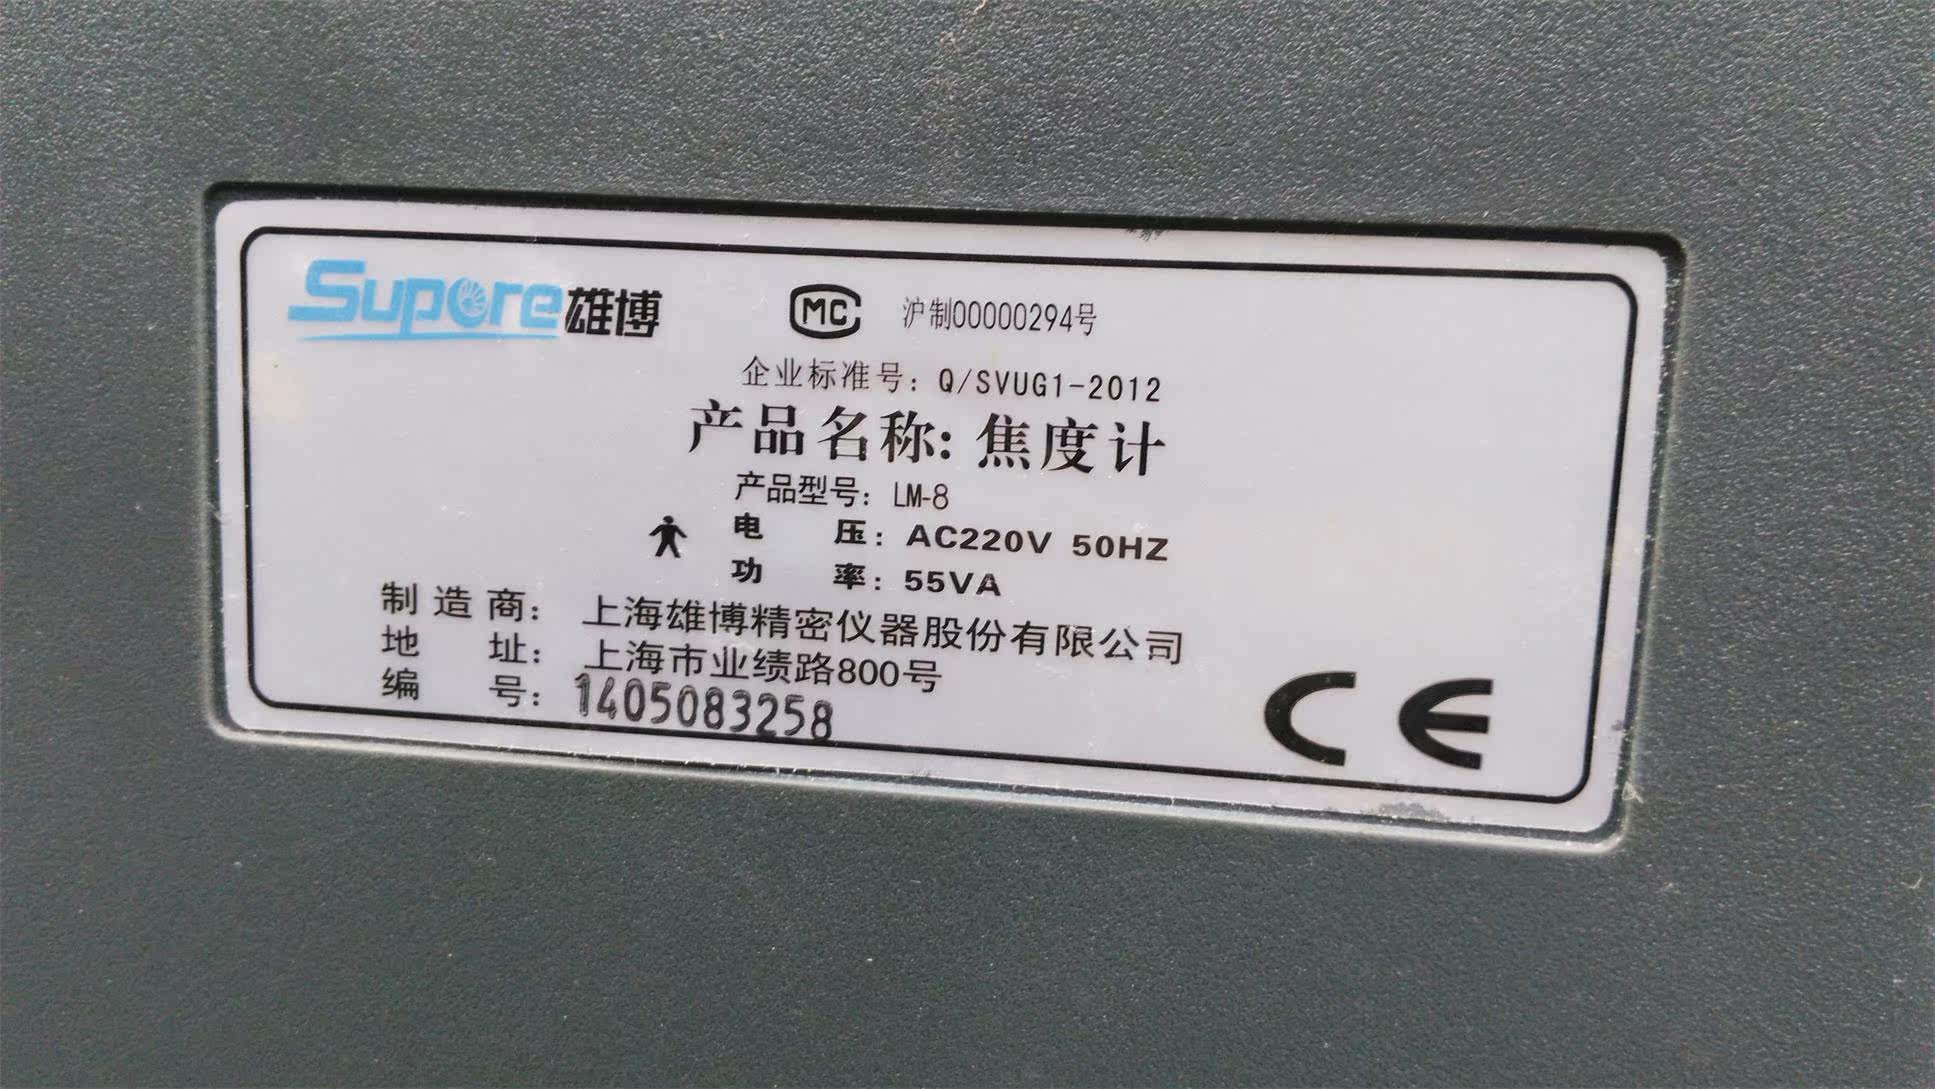 Supore雄博 MC 沪制00000294号
企业标准号：Q/SVUG1-2012
产品名称：焦度计
产品型号：LM-8
电 压：AC220V 50HZ
功 率：55VA
制造商：上海雄博精密仪器股份有限公司
地 址：上海市业绩路800号
编 号：1405083258
CE